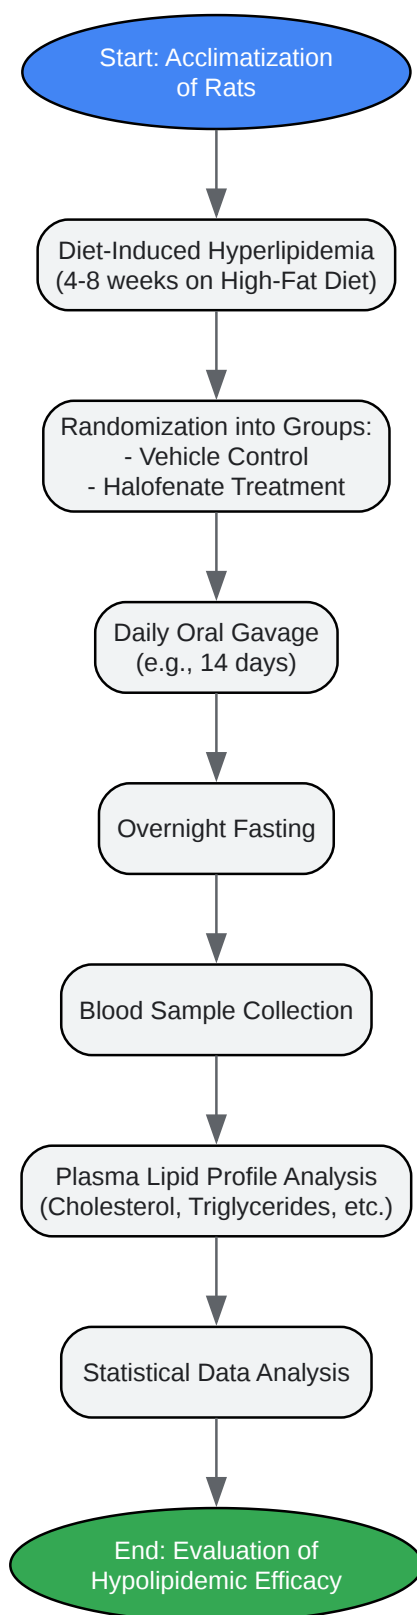 Start: Acclimatization
of Rats
Diet-Induced Hyperlipidemia
(4-8 weeks on High-Fat Diet)
Randomization into Groups:
- Vehicle Control
- Halofenate Treatment
Daily Oral Gavage
(e.g., 14 days)
Overnight Fasting
Blood Sample Collection
Plasma Lipid Profile Analysis
(Cholesterol, Triglycerides, etc.)
Statistical Data Analysis
End: Evaluation of
Hypolipidemic Efficacy